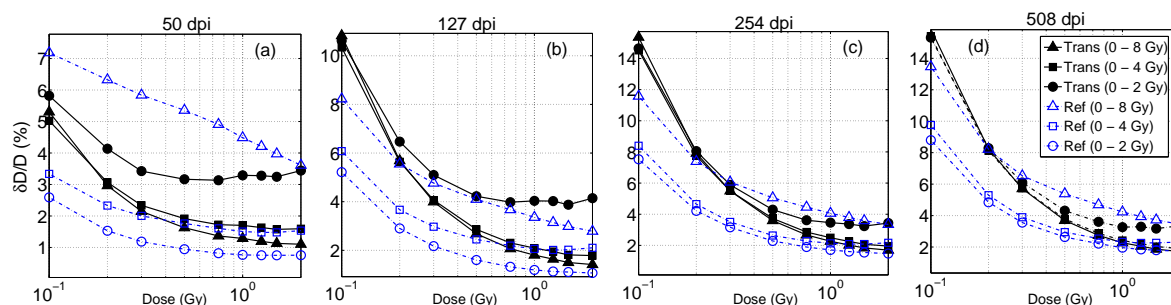 50 dpi
127 dpi
254 dpi
508 dpi
(a)
(b)
(c)
(d)
δD/D (%)
7
6
5
4
3
2
1
10
8
6
4
2
14
12
10
8
6
4
2
14
12
10
8
6
4
2
Trans (0 – 8 Gy)
Trans (0 – 4 Gy)
Trans (0 – 2 Gy)
Ref (0 – 8 Gy)
Ref (0 – 4 Gy)
Ref (0 – 2 Gy)
10⁻¹ Dose (Gy) 10⁰
10⁻¹ Dose (Gy) 10⁰
10⁻¹ Dose (Gy) 10⁰
10⁻¹ Dose (Gy) 10⁰